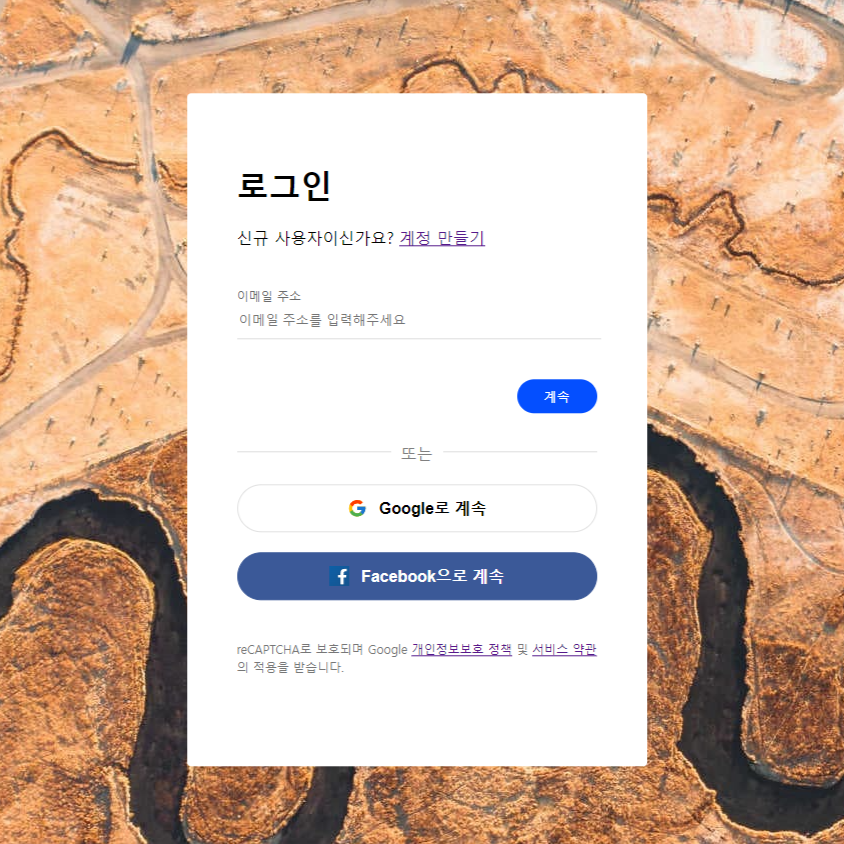 로그인
신규 사용자이신가요? 계정 만들기
이메일 주소
이메일 주소를 입력해주세요
계속
또는
Google로 계속
Facebook으로 계속
reCAPTCHA로 보호되며 Google 개인정보보호 정책 및 서비스 약관
의 적용을 받습니다.